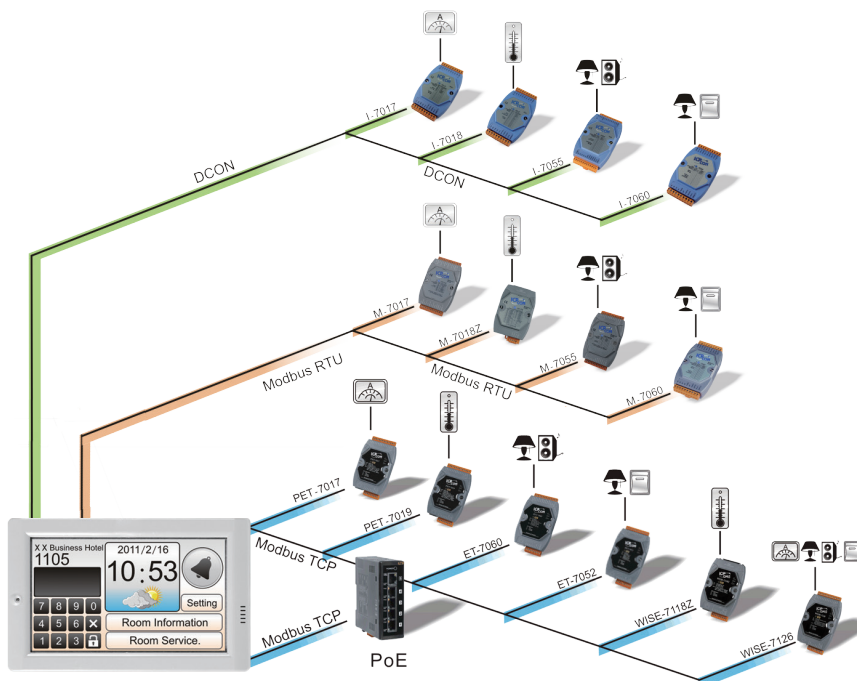 A
I-7017
I-7018
I-7055
I-7060
DCON
DCON
A
M-7017
M-7018Z
M-7055
M-7060
Modbus RTU
Modbus RTU
A
PET-7017
PET-7019
ET-7060
ET-7052
WISE-7118Z
A
WISE-7126
Modbus TCP
Modbus TCP
PoE
X X Business Hotel
1105
2011/2/16
10:53
Setting
7 8 9 0
4 5 6 X
1 2 3
Room Information
Room Service.